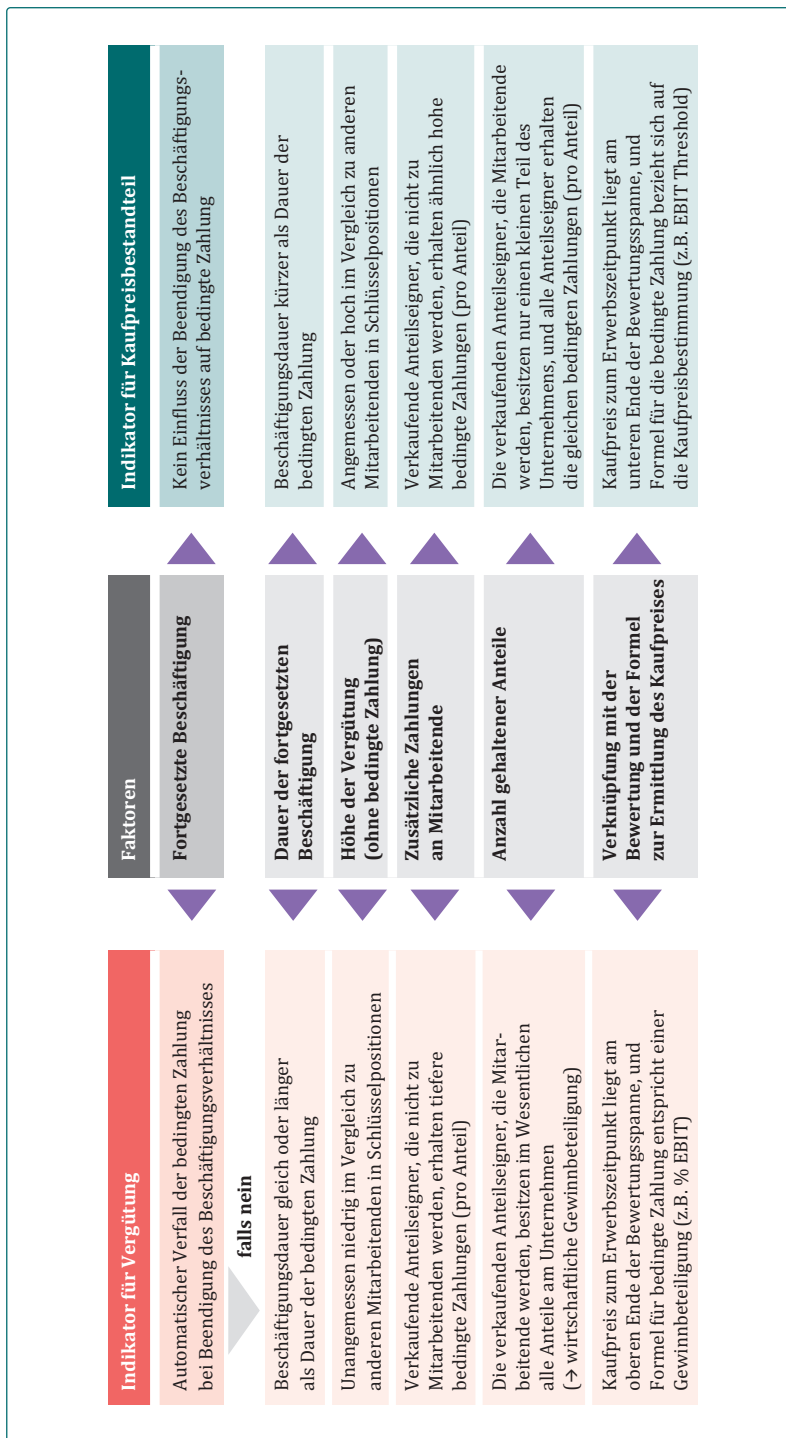 Indikator für Vergütung
Faktoren
Indikator für Kaufpreisbestandteil
Automatischer Verfall der bedingten Zahlung
bei Beendigung des Beschäftigungsverhältnisses
Fortgesetzte Beschäftigung
Kein Einfluss der Beendigung des Beschäftigungs-
verhältnisses auf bedingte Zahlung
falls nein
Beschäftigungsdauer gleich oder länger
als Dauer der bedingten Zahlung
Dauer der fortgesetzten
Beschäftigung
Beschäftigungsdauer kürzer als Dauer der
bedingten Zahlung
Unangemessen niedrig im Vergleich zu
anderen Mitarbeitenden in Schlüsselpositionen
Höhe der Vergütung
(ohne bedingte Zahlung)
Angemessen oder hoch im Vergleich zu anderen
Mitarbeitenden in Schlüsselpositionen
Verkaufende Anteilseigner, die nicht zu
Mitarbeitenden werden, erhalten tiefere
bedingte Zahlungen (pro Anteil)
Zusätzliche Zahlungen
an Mitarbeitende
Verkaufende Anteilseigner, die nicht zu
Mitarbeitenden werden, erhalten ähnlich hohe
bedingte Zahlungen (pro Anteil)
Die verkaufenden Anteilseigner, die Mitar-
beitende werden, besitzen im Wesentlichen
alle Anteile am Unternehmen
(→ wirtschaftliche Gewinnbeteiligung)
Anzahl gehaltener Anteile
Die verkaufenden Anteilseigner, die Mitarbeitende
werden, besitzen nur einen kleinen Teil des
Unternehmens, und alle Anteilseigner erhalten
die gleichen bedingten Zahlungen (pro Anteil)
Kaufpreis zum Erwerbszeitpunkt liegt am
oberen Ende der Bewertungsspanne, und
Formel für bedingte Zahlung entspricht einer
Gewinnbeteiligung (z.B. % EBIT)
Verknüpfung mit der
Bewertung und der Formel
zur Ermittlung des Kaufpreises
Kaufpreis zum Erwerbszeitpunkt liegt am
unteren Ende der Bewertungsspanne, und
Formel für die bedingte Zahlung bezieht sich auf
die Kaufpreisbestimmung (z.B. EBIT Threshold)